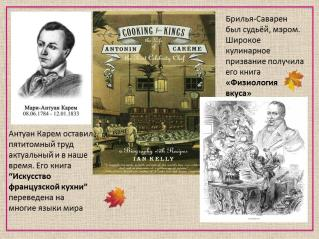 Мари-Антуан Карем
08.06.1784 - 12.01.1833
Антуан Карем оставил
пятитомный труд
актуальный и в наше
время. Его книга
"Искусство
французской кухни"
переведена на
многие языки мира
COOKING for KINGS
the Life of
ANTONIN CARÊME
the First Celebrity Chef
a Biography with Recipes
IAN KELLY
Брилья-Саварен
был судьёй, мэром.
Широкое
кулинарное
призвание получила
его книга
«Физиология
вкуса»